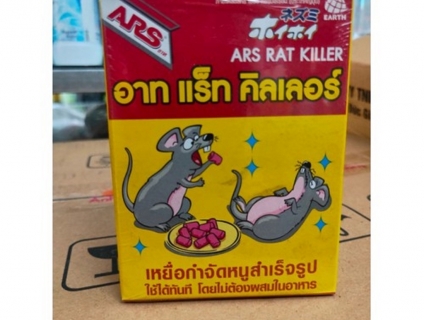 ARS
ネズミ
ホイホイ
EARTH
ARS RAT KILLER
อาท แร็ท คิลเลอร์
เหยื่อกำจัดหนูสำเร็จรูป
ใช้ได้ทันที โดยไม่ต้องผสมในอาหาร